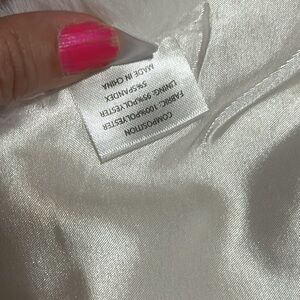 COMPOSITION
FABRIC: 100%POLYESTER
LINING: 95%POLYESTER
5%SPANDEX
MADE IN CHINA